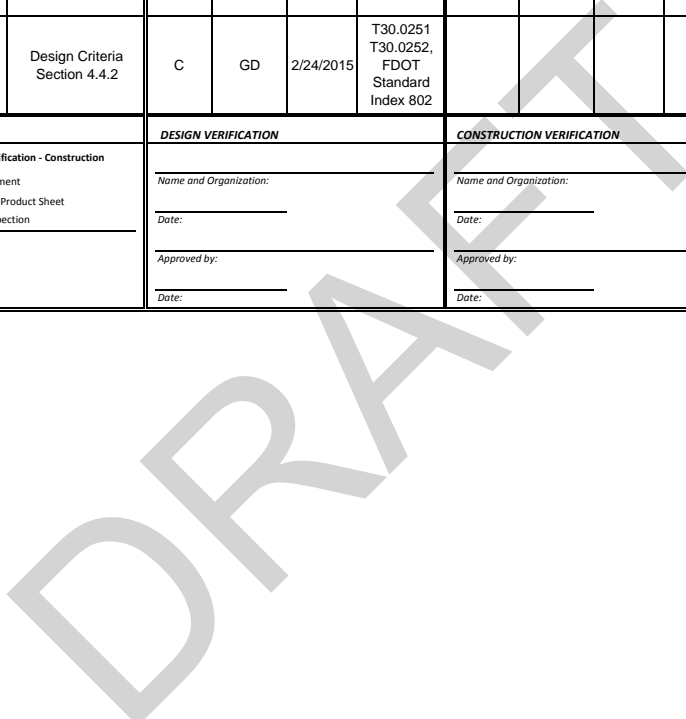 Design Criteria
Section 4.4.2
C
GD
2/24/2015
T30.0251
T30.0252,
FDOT
Standard
Index 802
DESIGN VERIFICATION
CONSTRUCTION VERIFICATION
ification - Construction
ment
Product Sheet
pection
Name and Organization:
Date:
Approved by:
Date:
Name and Organization:
Date:
Approved by:
Date:
DRAFT